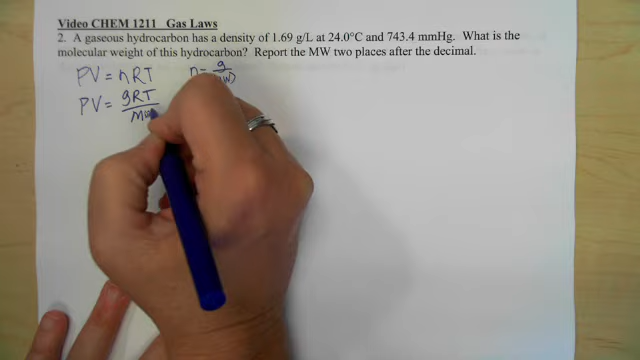 Video CHEM 1211 Gas Laws
2. A gaseous hydrocarbon has a density of 1.69 g/L at 24.0°C and 743.4 mmHg. What is the
molecular weight of this hydrocarbon? Report the MW two places after the decimal.
PV = nRT n = g
PV = gRT
MW